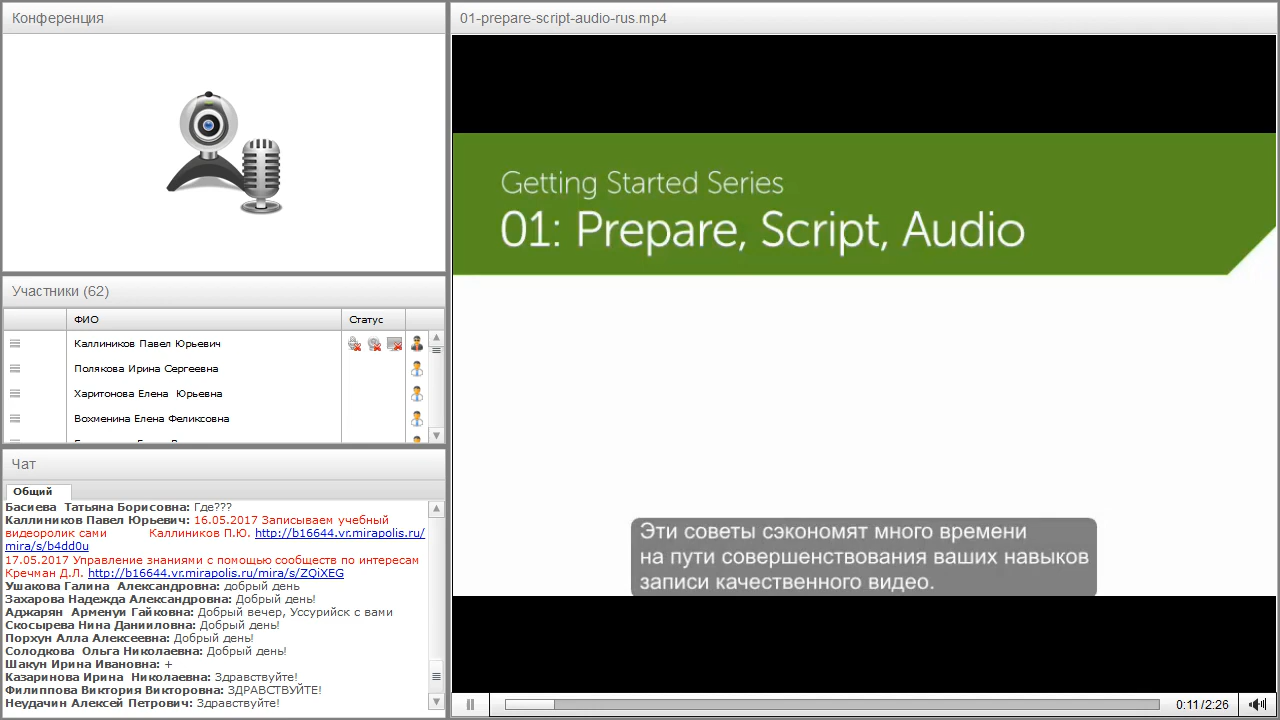 Конференция
01-prepare-script-audio-rus.mp4
Getting Started Series
01: Prepare, Script, Audio
Эти советы сэкономят много времени
на пути совершенствования ваших навыков
записи качественного видео.
0:11/2:26
Участники (62)
ФИО Статус
Каллиников Павел Юрьевич
Полякова Ирина Сергеевна
Харитонова Елена Юрьевна
Вохменина Елена Феликсовна
Чат
Общий
Басиева Татьяна Борисовна: Где???
Каллиников Павел Юрьевич: 16.05.2017 Записываем учебный
видеоролик сами Каллиников П.Ю. http://b16644.vr.mirapolis.ru/
mira/s/b4dd0u
17.05.2017 Управление знаниями с помощью сообществ по интересам
Кречман Д.Л. http://b16644.vr.mirapolis.ru/mira/s/ZQiXEG
Ушакова Галина Александровна: добрый день
Захарова Надежда Александровна: Добрый день!
Аджарян Арменуи Гайковна: Добрый вечер, Уссурийск с вами
Скосырева Нина Данииловна: Добрый день!
Порхун Алла Алексеевна: Добрый день!
Солодкова Ольга Николаевна: Добрый день!
Шакун Ирина Ивановна: +
Казаринова Ирина Николаевна: Здравствуйте!
Филиппова Виктория Викторовна: ЗДРАВСТВУЙТЕ!
Неудачин Алексей Петрович: Здравствуйте!